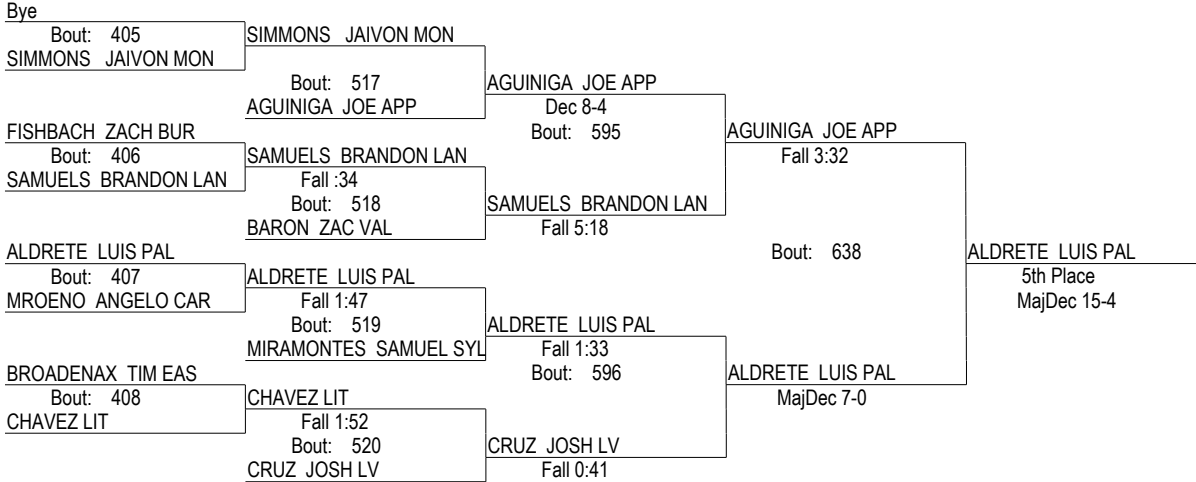 Bye
Bout: 405
SIMMONS JAIVON MON
SIMMONS JAIVON MON
Bout: 517
AGUINIGA JOE APP
AGUINIGA JOE APP
Dec 8-4
Bout: 595
FISHBACH ZACH BUR
Bout: 406
SAMUELS BRANDON LAN
SAMUELS BRANDON LAN
Fall :34
Bout: 518
BARON ZAC VAL
SAMUELS BRANDON LAN
Fall 5:18
AGUINIGA JOE APP
Fall 3:32
Bout: 638
ALDRETE LUIS PAL
Bout: 407
MROENO ANGELO CAR
ALDRETE LUIS PAL
Fall 1:47
Bout: 519
MIRAMONTES SAMUEL SYL
ALDRETE LUIS PAL
Fall 1:33
Bout: 596
BROADENAX TIM EAS
Bout: 408
CHAVEZ LIT
CHAVEZ LIT
Fall 1:52
Bout: 520
CRUZ JOSH LV
CRUZ JOSH LV
Fall 0:41
ALDRETE LUIS PAL
MajDec 7-0
ALDRETE LUIS PAL
5th Place
MajDec 15-4